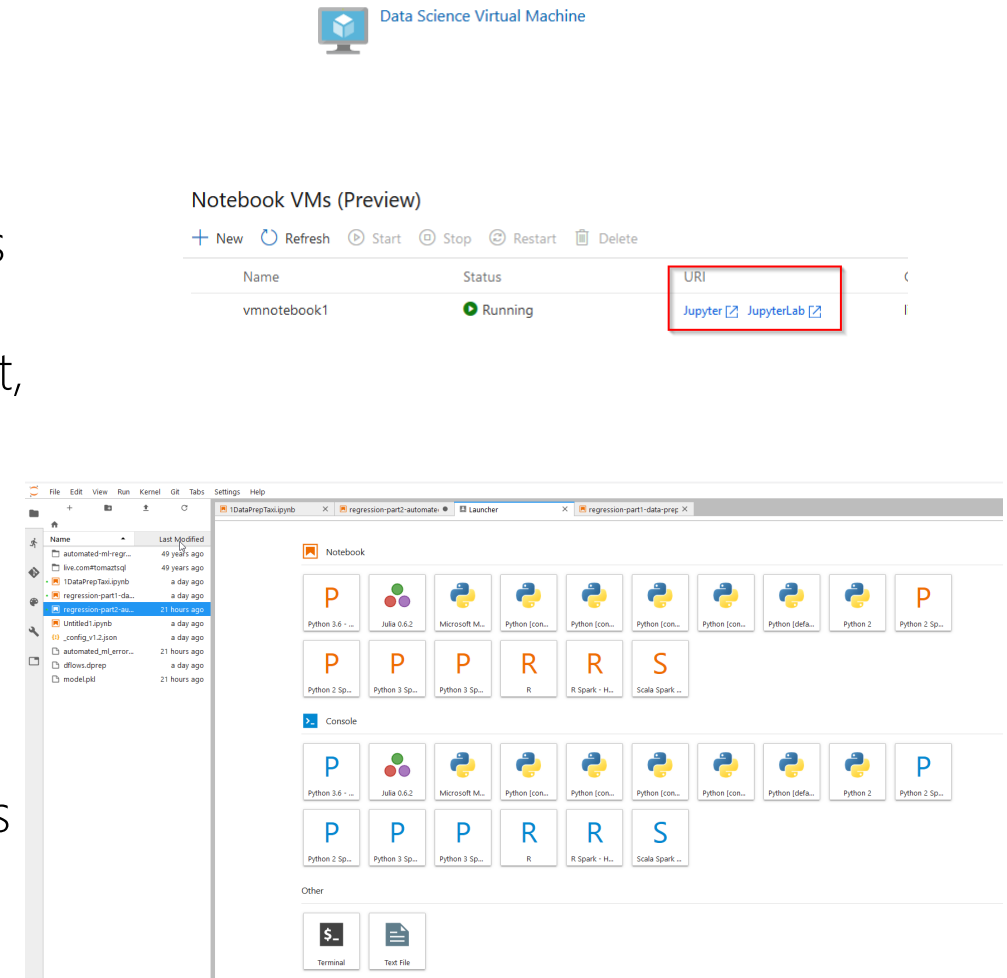 Data Science Virtual Machine
Notebook VMs (Preview)
s
New Refresh Start Stop Restart Delete
Name Status URI
vmnotebook1 Running Jupyter JupyterLab
t,
File Edit View Run Kernel Git Tabs Settings Help
1DataPrepTaxi.ipynb × regression-part2-automate Launcher × regression-part1-data-prep ×
Name Last Modified
automated-ml-regr... 49 years ago
live.com#tomaztsql 49 years ago
1DataPrepTaxi.ipynb a day ago
regression-part1-da... a day ago
regression-part2-au... 21 hours ago
Untitled1.ipynb a day ago
_config_v1.2.json a day ago
automated_ml_error... 21 hours ago
dflows.dprep a day ago
model.pkl 21 hours ago
Notebook
P P
Python 3.6 - ... Julia 0.6.2 Microsoft M... Python [con... Python [con... Python [con... Python [con... Python [defa... Python 2 Python 2 Sp...
P P P R R S
Python 2 Sp... Python 3 Sp... Python 3 Sp... R R Spark - H... Scala Spark ...
Console
P P
Python 3.6 - ... Julia 0.6.2 Microsoft M... Python [con... Python [con... Python [con... Python [con... Python [defa... Python 2 Python 2 Sp...
s
P P P R R S
Python 2 Sp... Python 3 Sp... Python 3 Sp... R R Spark - H... Scala Spark ...
Other
$_
Terminal Text File